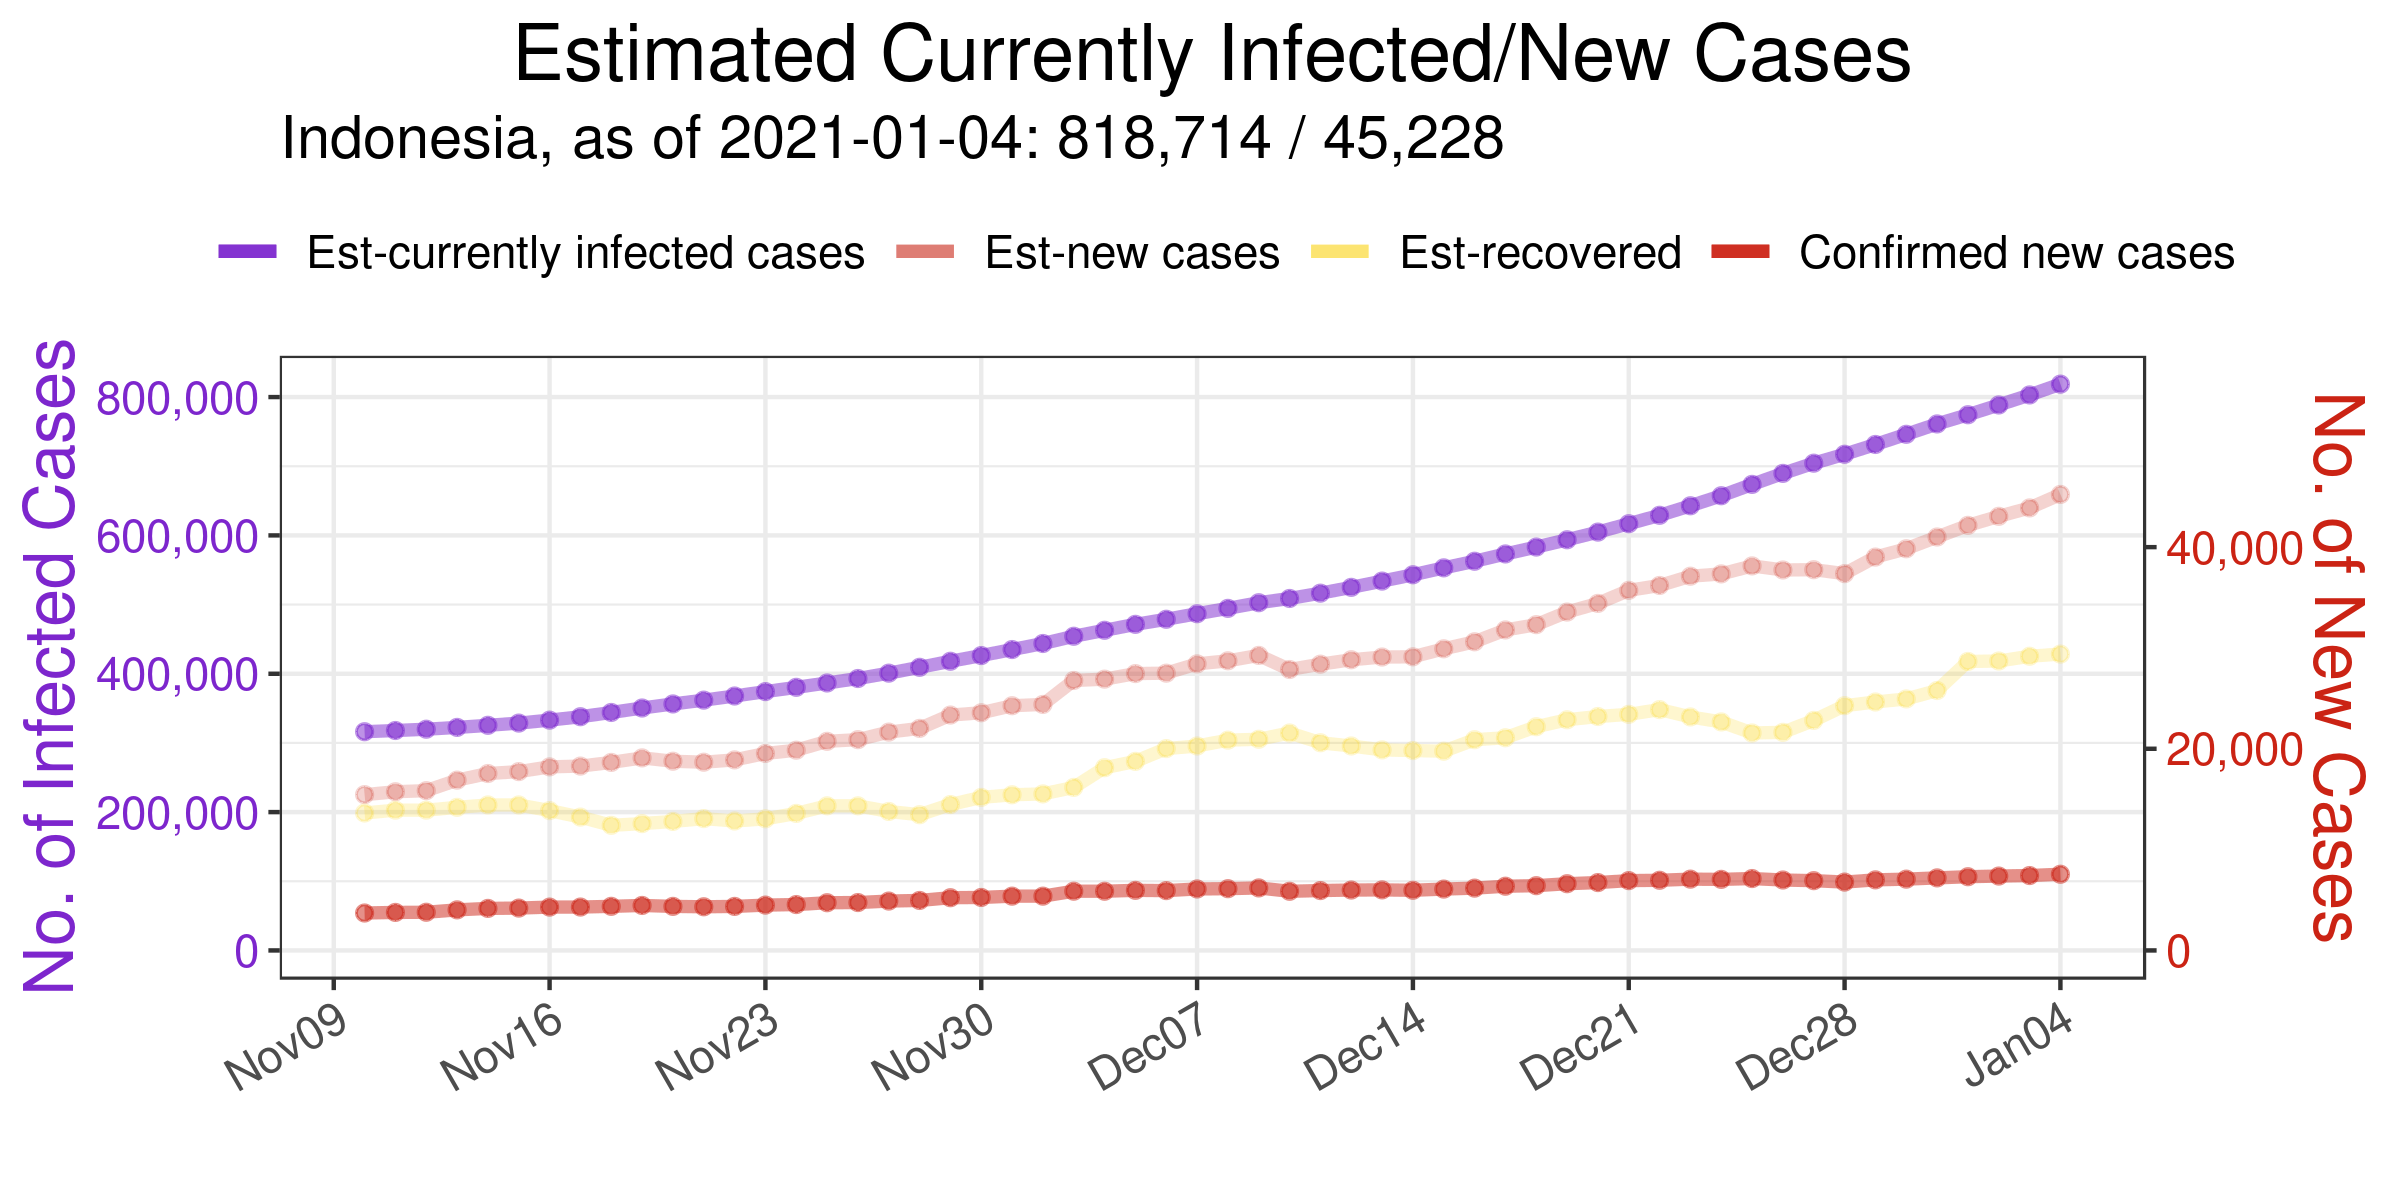 Estimated Currently Infected/New Cases
Indonesia, as of 2021-01-04: 818,714 / 45,228
Est-currently infected cases Est-new cases Est-recovered Confirmed new cases
No. of Infected Cases
800,000
600,000
400,000
200,000
0
40,000
20,000
0
No. of New Cases
Nov09 Nov16 Nov23 Nov30 Dec07 Dec14 Dec21 Dec28 Jan04